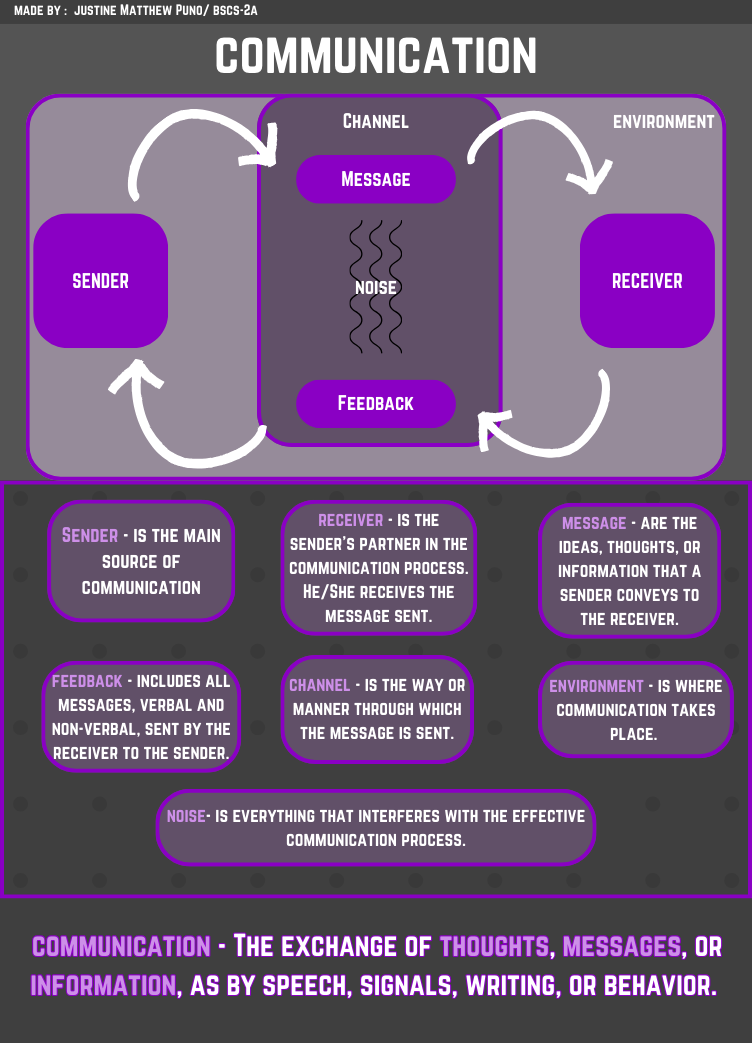 MADE BY : JUSTINE MATTHEW PUNO/ BSCS-2A
COMMUNICATION
CHANNEL
ENVIRONMENT
MESSAGE
SENDER
NOISE
RECEIVER
FEEDBACK
SENDER - IS THE MAIN
SOURCE OF
COMMUNICATION
RECEIVER - IS THE
SENDER'S PARTNER IN THE
COMMUNICATION PROCESS.
HE/SHE RECEIVES THE
MESSAGE SENT.
MESSAGE - ARE THE
IDEAS, THOUGHTS, OR
INFORMATION THAT A
SENDER CONVEYS TO
THE RECEIVER.
FEEDBACK - INCLUDES ALL
MESSAGES, VERBAL AND
NON-VERBAL, SENT BY THE
RECEIVER TO THE SENDER.
CHANNEL - IS THE WAY OR
MANNER THROUGH WHICH
THE MESSAGE IS SENT.
ENVIRONMENT - IS WHERE
COMMUNICATION TAKES
PLACE.
NOISE- IS EVERYTHING THAT INTERFERES WITH THE EFFECTIVE
COMMUNICATION PROCESS.
COMMUNICATION - THE EXCHANGE OF THOUGHTS, MESSAGES, OR
INFORMATION, AS BY SPEECH, SIGNALS, WRITING, OR BEHAVIOR.